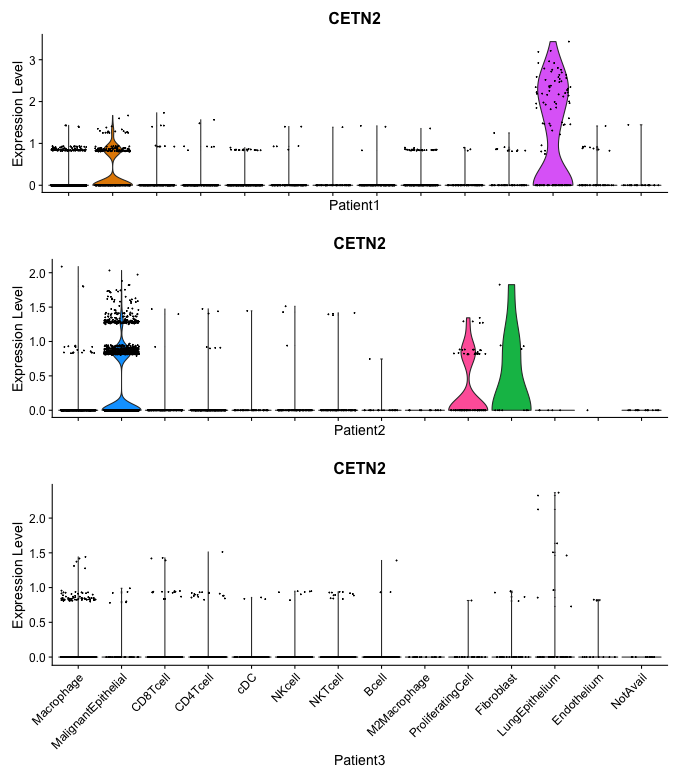 CETN2
Expression Level
3
2
1
0
Patient1
CETN2
Expression Level
2.0
1.5
1.0
0.5
0.0
Patient2
CETN2
Expression Level
2.0
1.5
1.0
0.5
0.0
Macrophage
MalignantEpithelial
CD8Tcell
CD4Tcell
cDC
NKcell
NKTcell
Bcell
M2Macrophage
ProliferatingCell
Fibroblast
LungEpithelium
Endothelium
NotAvail
Patient3